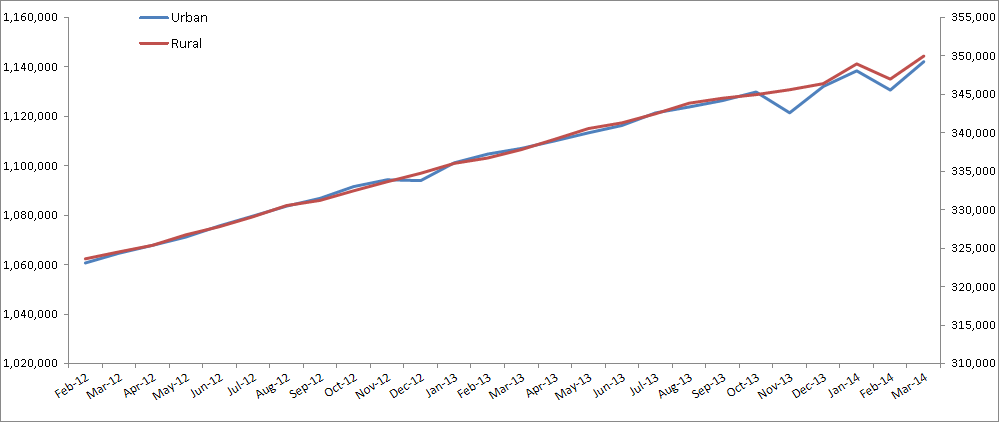 1,160,000
1,140,000
1,120,000
1,100,000
1,080,000
1,060,000
1,040,000
1,020,000
Urban
Rural
355,000
350,000
345,000
340,000
335,000
330,000
325,000
320,000
315,000
310,000
Feb-12
Mar-12
Apr-12
May-12
Jun-12
Jul-12
Aug-12
Sep-12
Oct-12
Nov-12
Dec-12
Jan-13
Feb-13
Mar-13
Apr-13
May-13
Jun-13
Jul-13
Aug-13
Sep-13
Oct-13
Nov-13
Dec-13
Jan-14
Feb-14
Mar-14